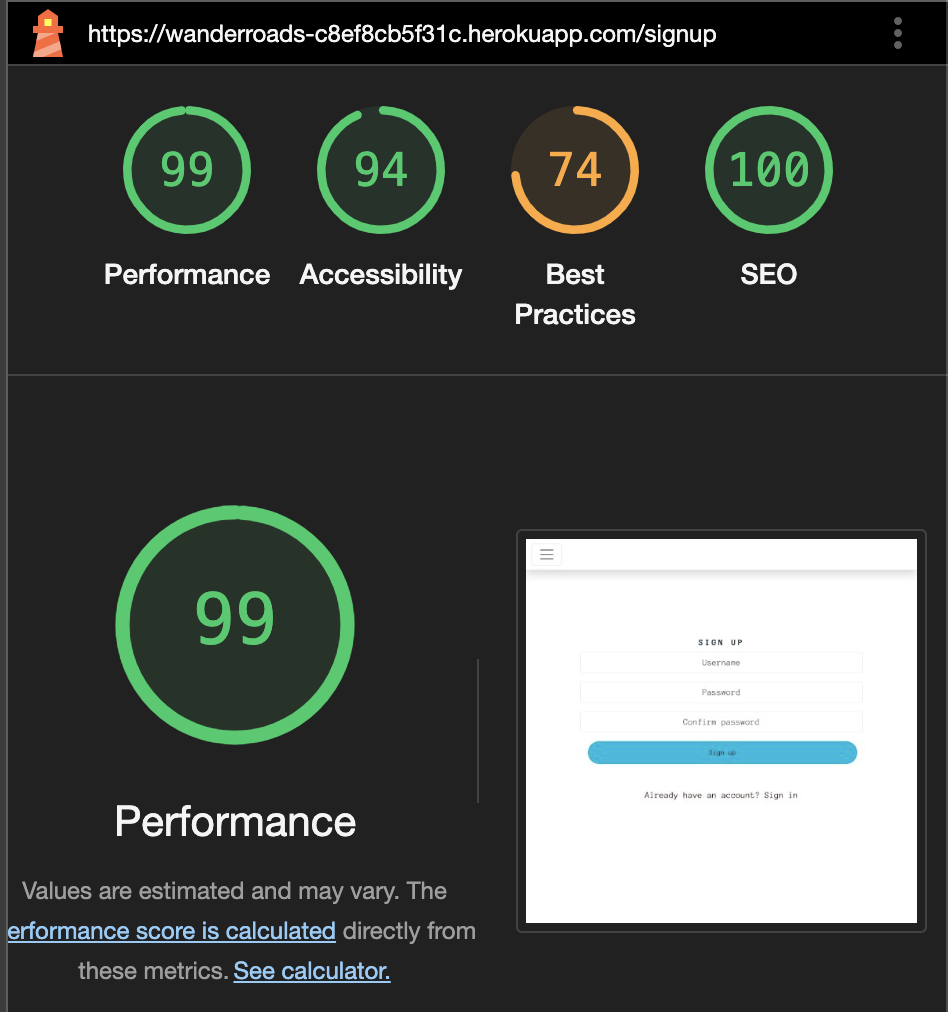 https://wanderroads-c8ef8cb5f31c.herokuapp.com/signup
99
94
74
100
Performance
Accessibility
Best
Practices
SEO
99
Performance
Values are estimated and may vary. The
erformance score is calculated directly from
these metrics. See calculator.
SIGN UP
Username
Password
Confirm password
Sign up
Already have an account? Sign in